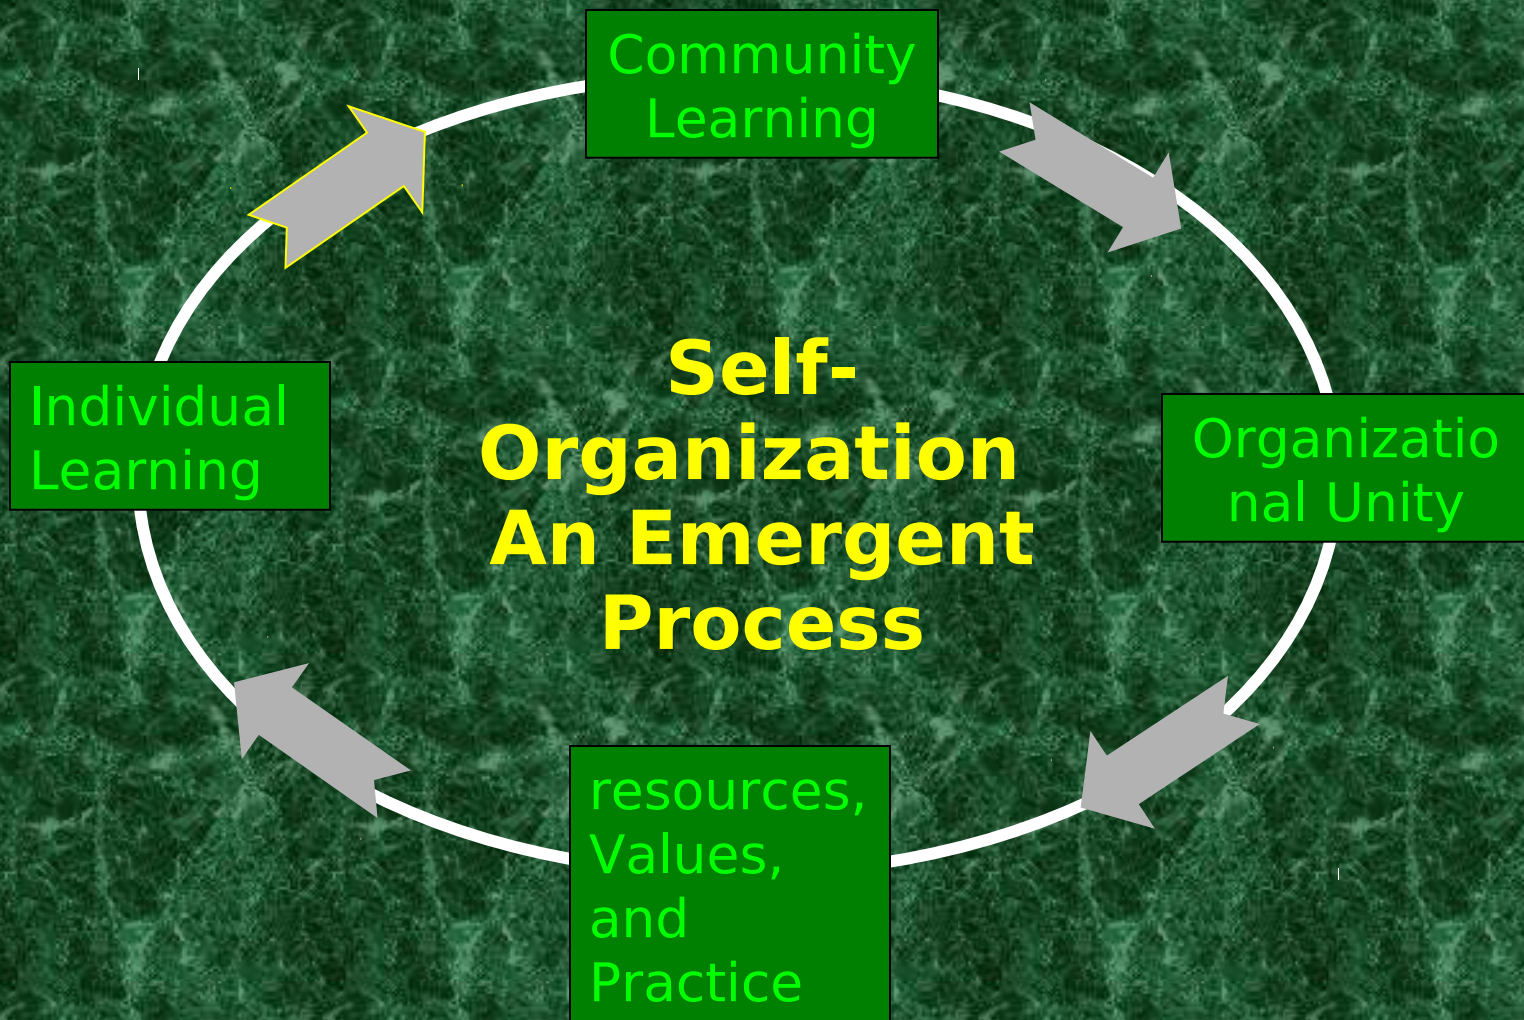 Community
Learning
Individual
Learning
Self-
Organization
An Emergent
Process
Organizatio
nal Unity
resources,
Values,
and
Practice